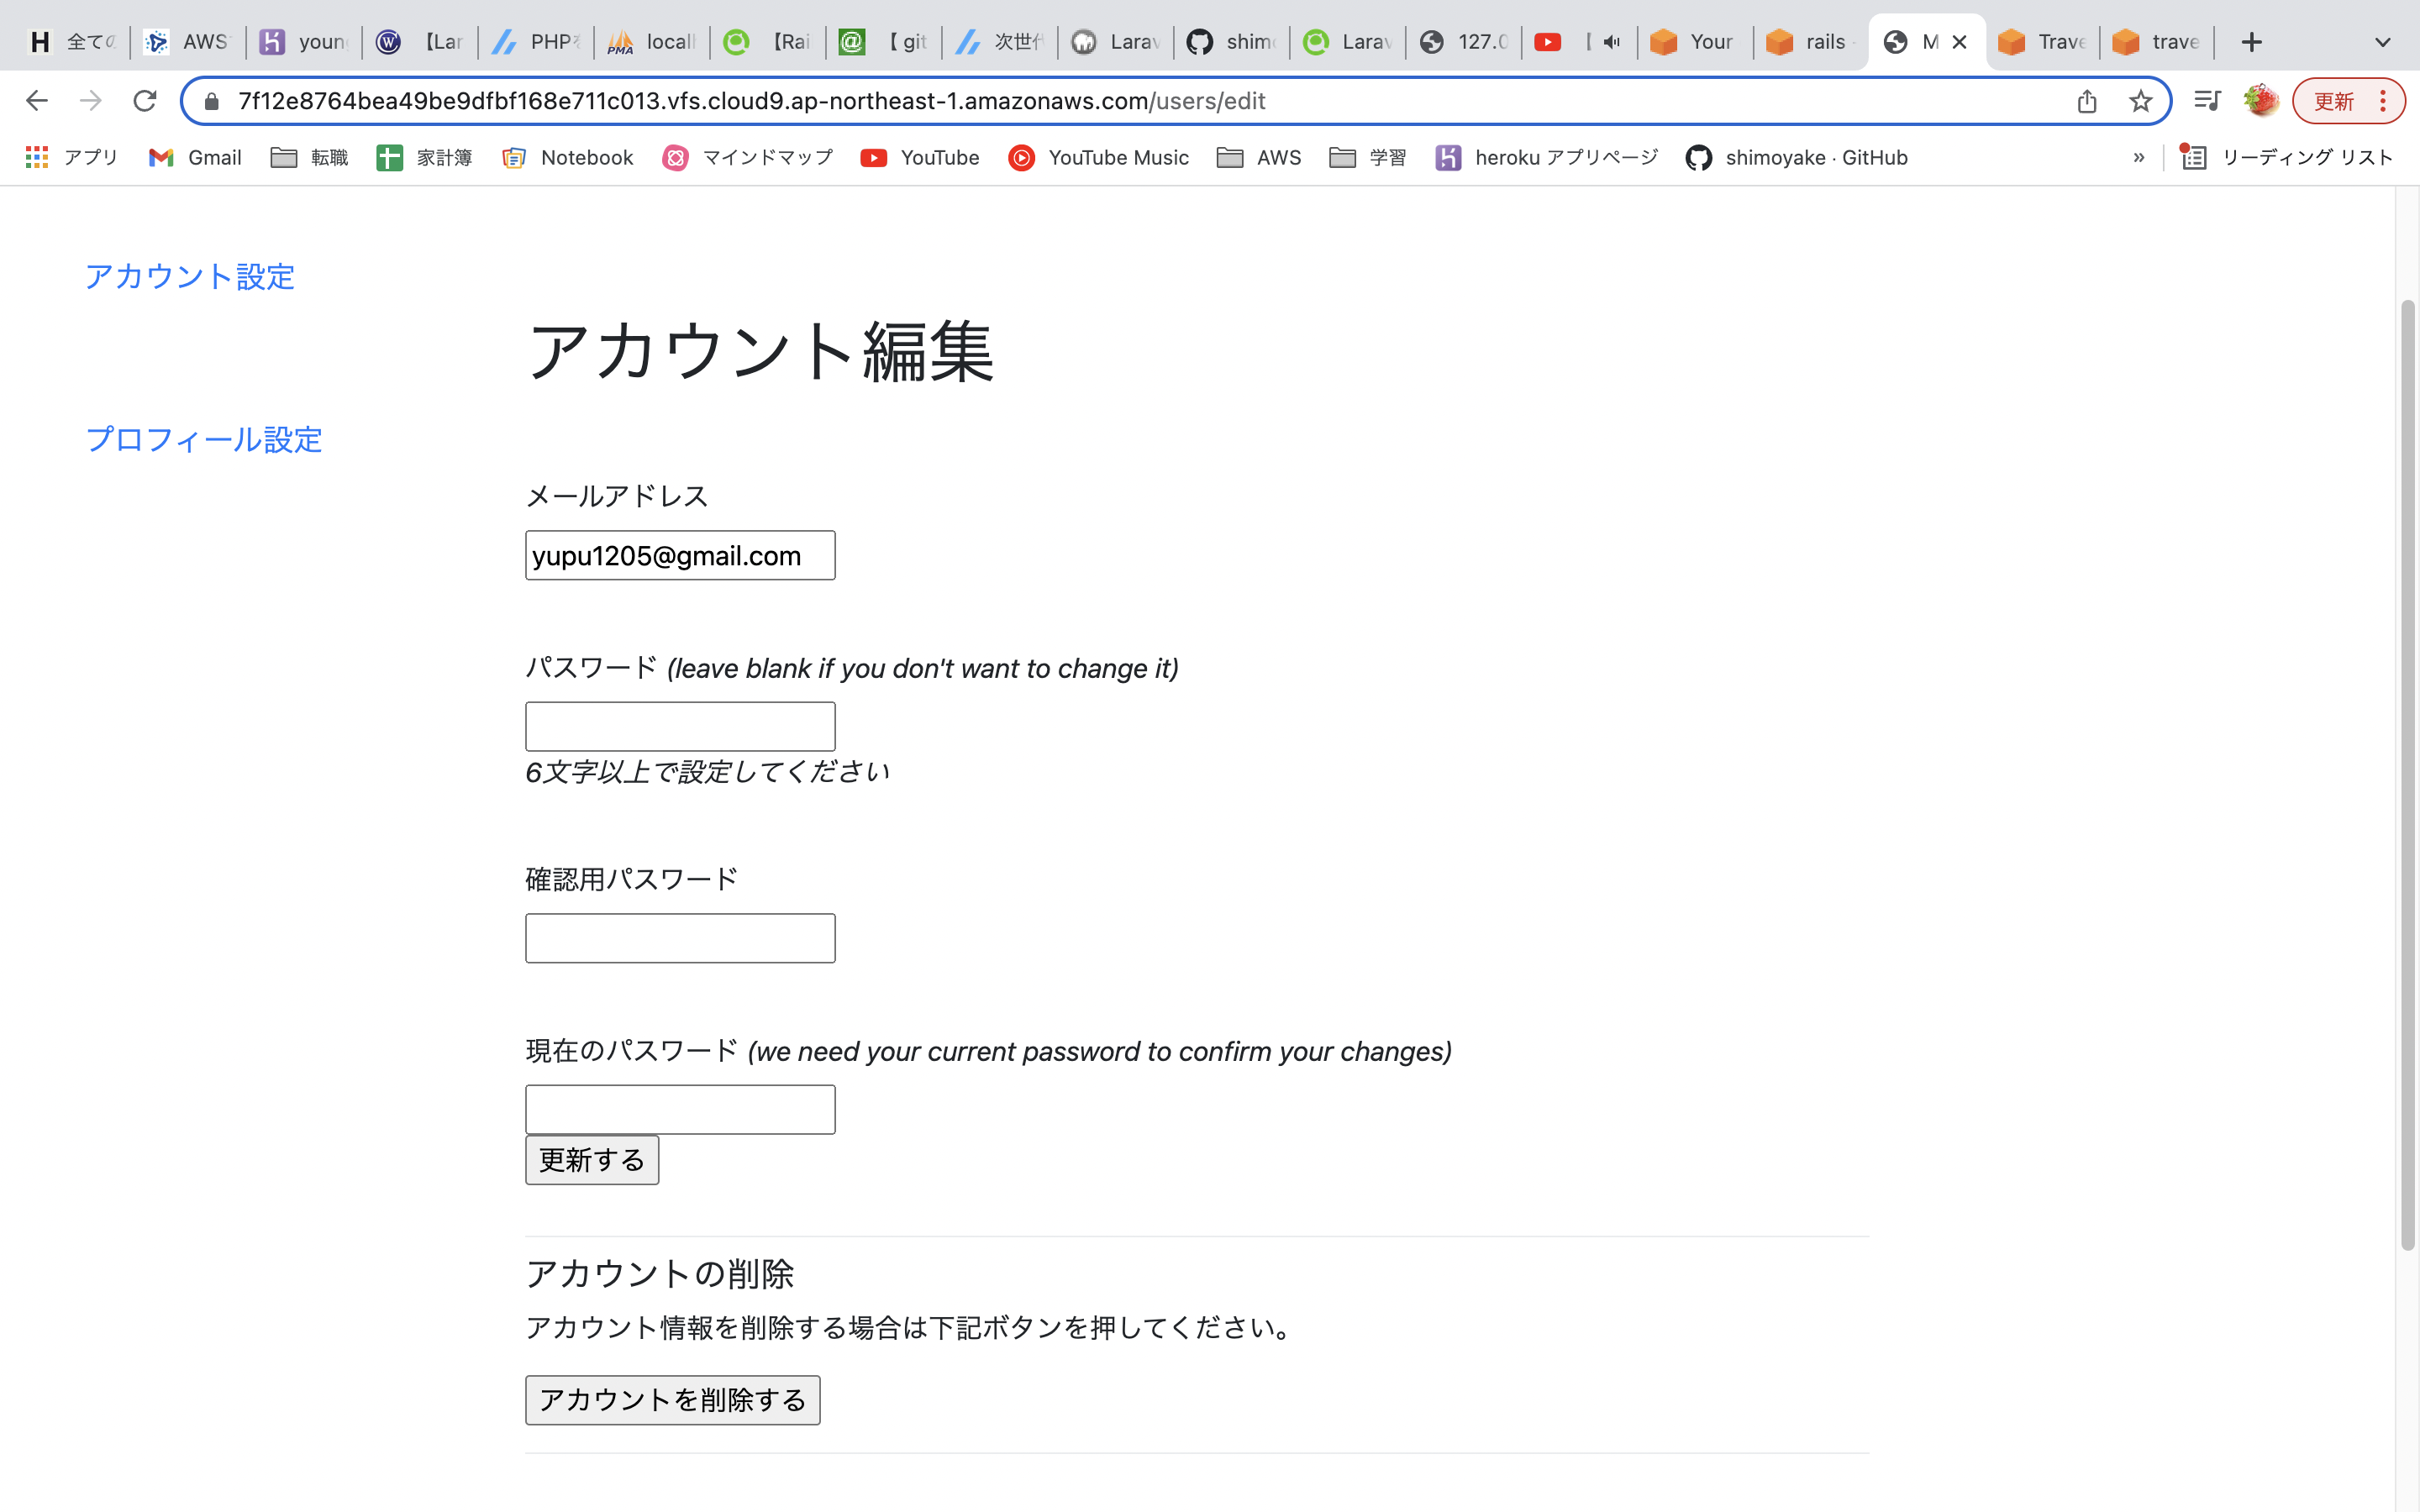 全ての AWS youn 【Lar PHPを locall 【Rai 【 git 次世代 Larav shimo Larav 127.0 【 Your rails - M Trave trave
7f12e8764bea49be9dfbf168e711c013.vfs.cloud9.ap-northeast-1.amazonaws.com/users/edit 更新
アプリ Gmail 転職 家計簿 Notebook マインドマップ YouTube YouTube Music AWS 学習 heroku アプリページ shimoyake · GitHub » リーディング リスト
アカウント設定
アカウント編集
プロフィール設定
メールアドレス
yupu1205@gmail.com
パスワード (leave blank if you don't want to change it)
6文字以上で設定してください
確認用パスワード
現在のパスワード (we need your current password to confirm your changes)
更新する
アカウントの削除
アカウント情報を削除する場合は下記ボタンを押してください。
アカウントを削除する